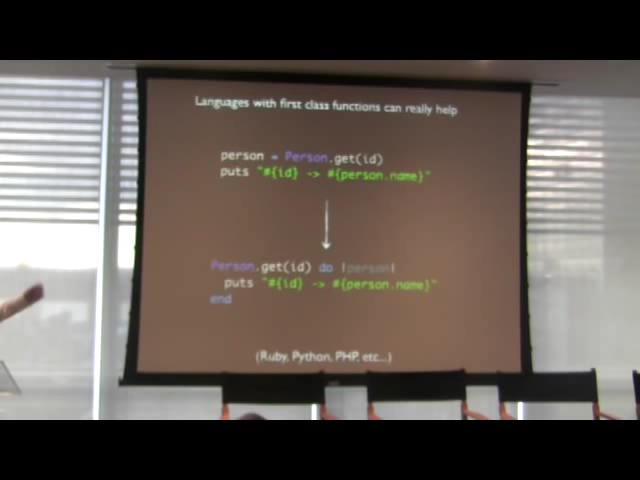 Languages with first class functions can really help
person = Person.get(id)
puts "#{id} -> #{person.name}"
Person.get(id) do |person|
puts "#{id} -> #{person.name}"
end
(Ruby, Python, PHP, etc...)